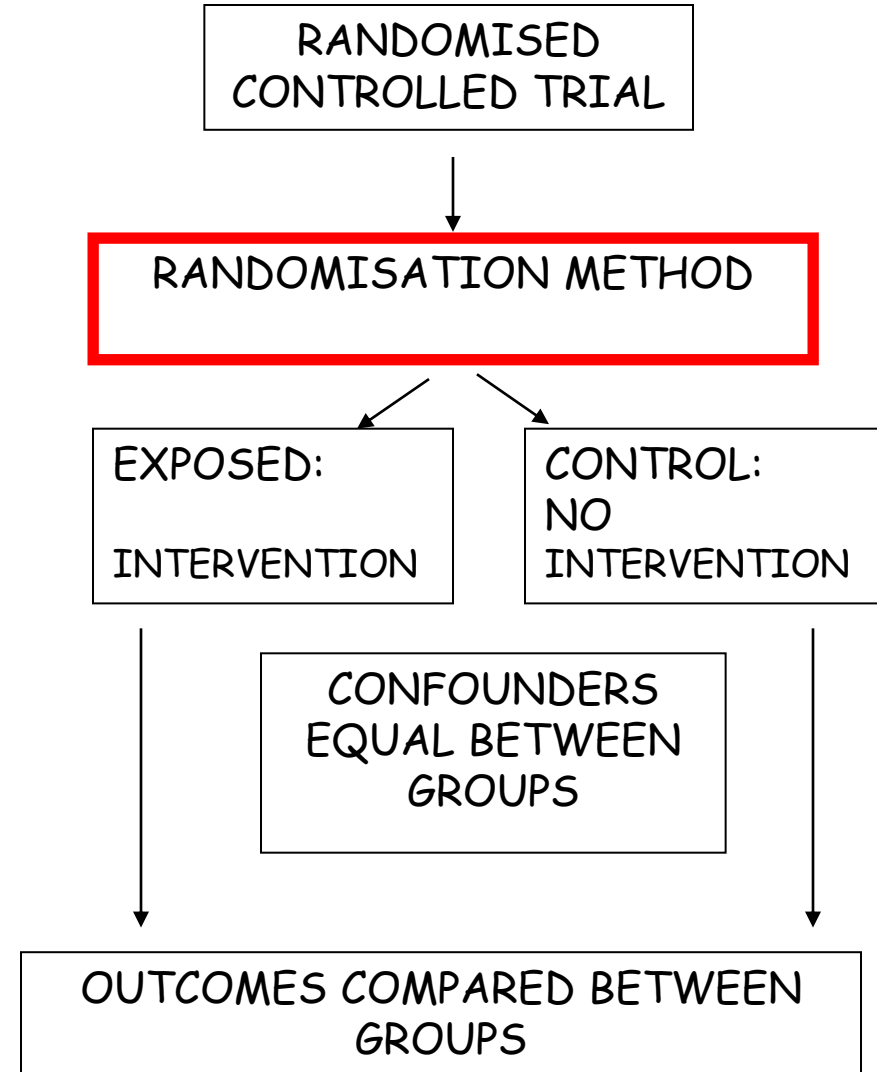 RANDOMISED
CONTROLLED TRIAL
RANDOMISATION METHOD
EXPOSED:
INTERVENTION
CONTROL:
NO
INTERVENTION
CONFOUNDERS
EQUAL BETWEEN
GROUPS
OUTCOMES COMPARED BETWEEN
GROUPS